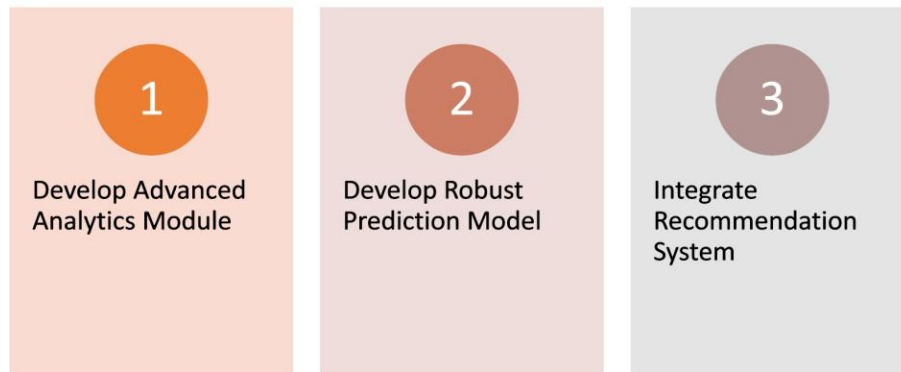 1
Develop Advanced
Analytics Module
2
Develop Robust
Prediction Model
3
Integrate
Recommendation
System